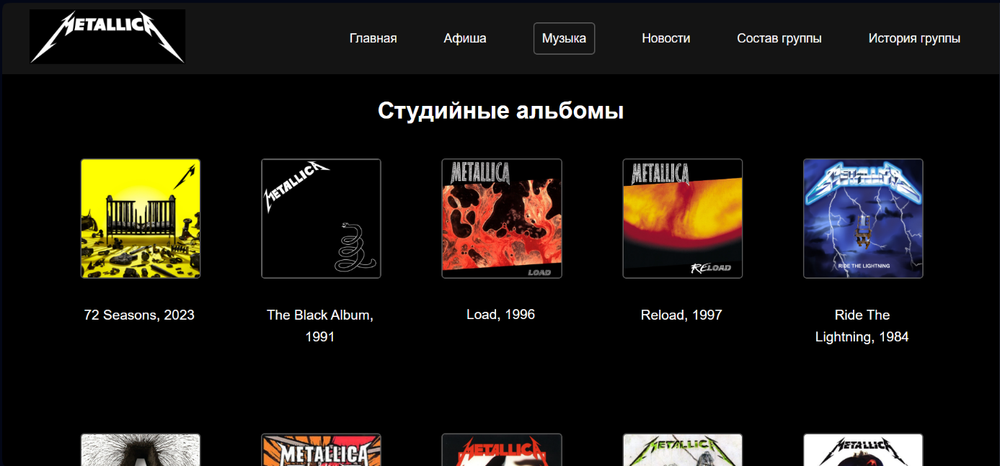 METALLICA
Главная
Афиша
Музыка
Новости
Состав группы
История группы
Студийные альбомы
METALLICA
METALLICA
LOAD
METALLICA
RELOAD
METALLICA
RIDE THE LIGHTNING
72 Seasons, 2023
The Black Album,
1991
Load, 1996
Reload, 1997
Ride The
Lightning, 1984
METALLICA
METALLICA
METALLICA
METALLICA